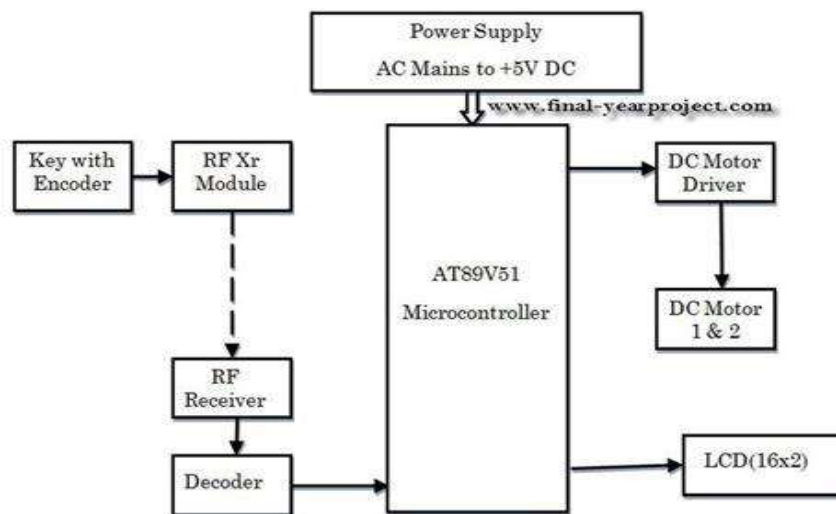 Power Supply
AC Mains to +5V DC
www.final-yearproject.com
Key with
Encoder
RF Xr
Module
DC Motor
Driver
AT89V51
Microcontroller
DC Motor
1 & 2
RF
Receiver
Decoder
LCD(16x2)